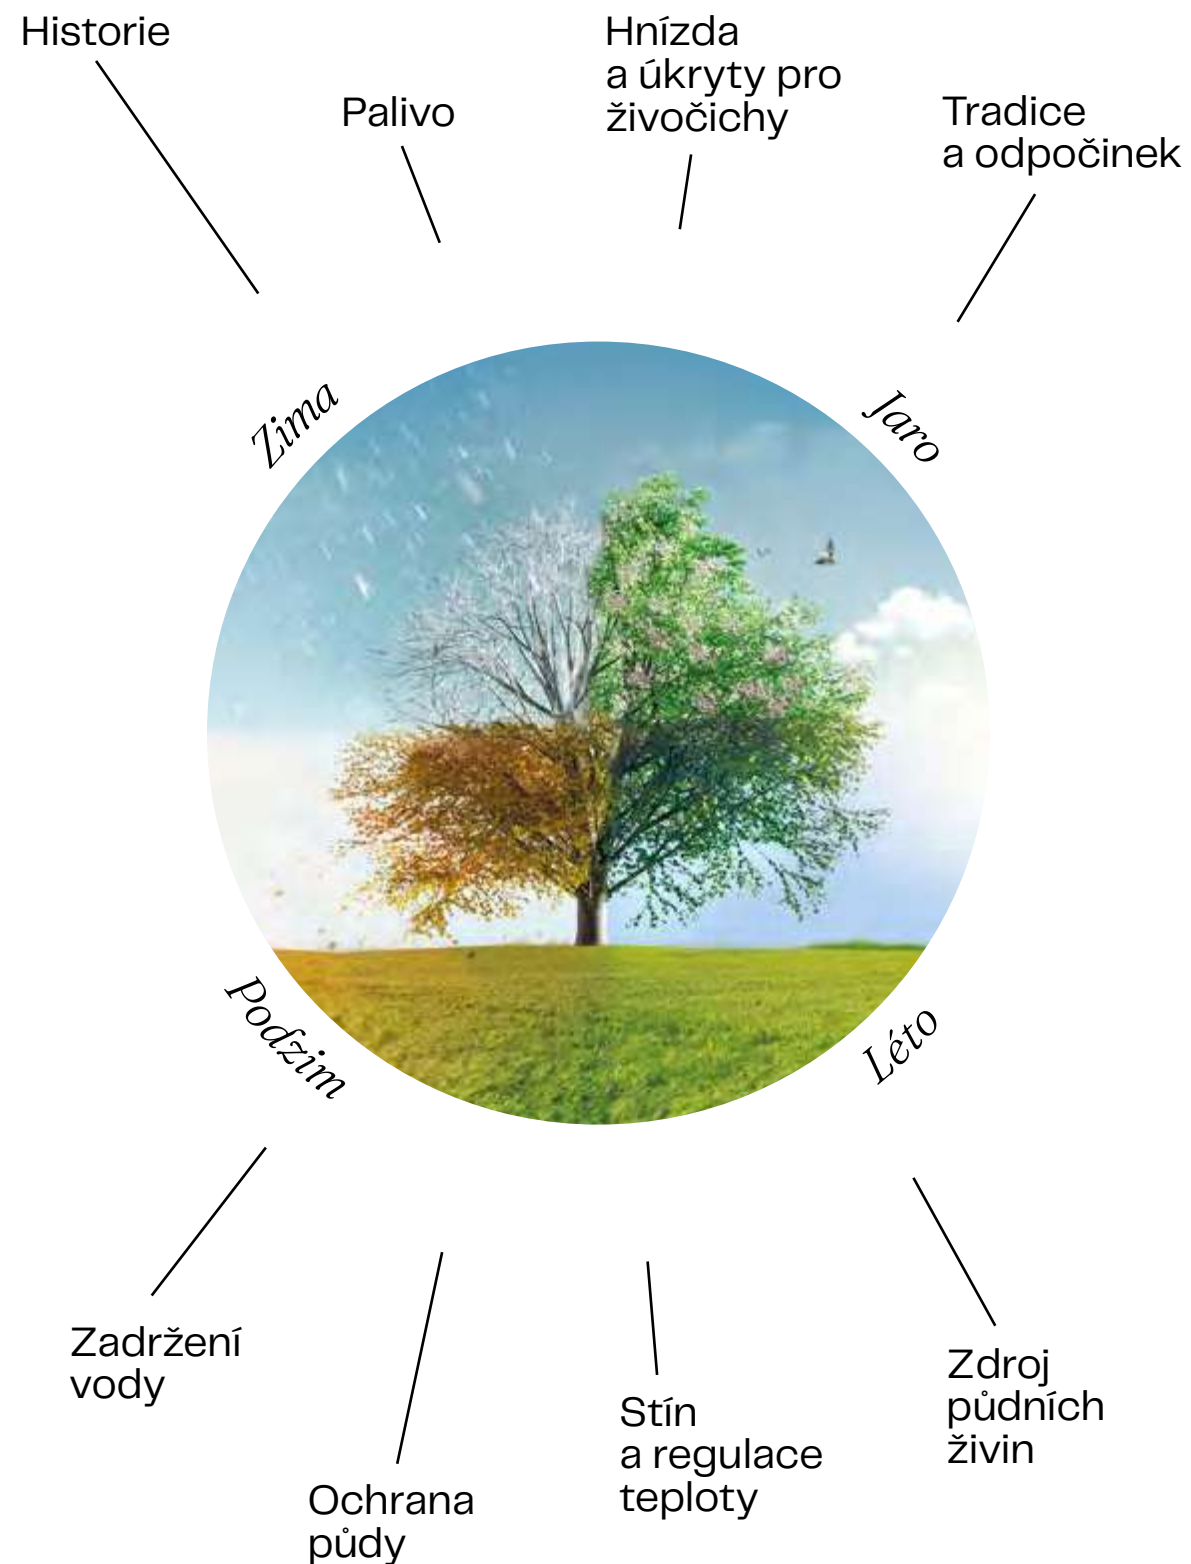 Historie
Palivo
Hnízda
a úkryty pro
živočichy
Tradice
a odpočinek
Zima
Jaro
Podzim
Léto
Zadržení
vody
Ochrana
půdy
Stín
a regulace
teploty
Zdroj
půdních
živin